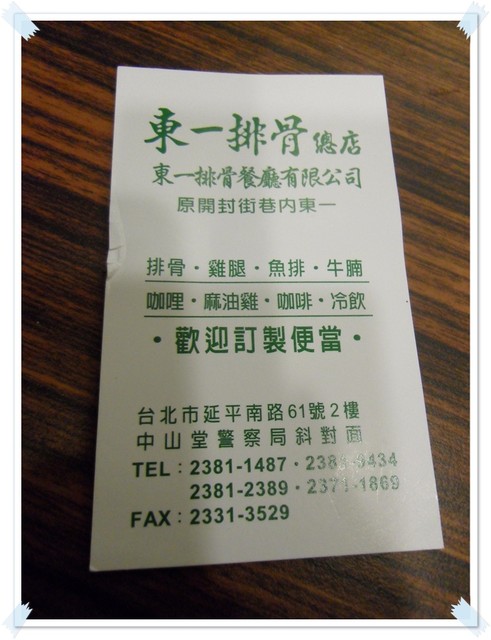 東一排骨總店
東一排骨餐廳有限公司
原開封街巷內東一
排骨・雞腿・魚排・牛腩
咖哩・麻油雞・咖啡・冷飲
・歡迎訂製便當・
台北市延平南路61號2樓
中山堂警察局斜對面
TEL：2381-1487・
2381-2389・2371-1869
FAX：2331-3529